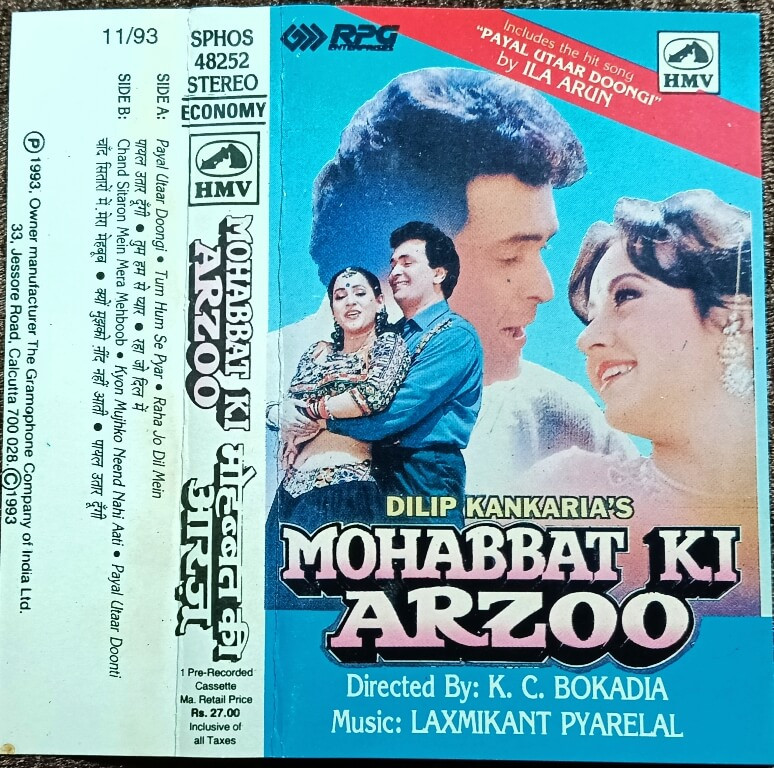 11/93
SIDE A:
Payal Utaar Doongi • Tum Hum Se Pyar • Raha Jo Dil Mein
पायल उतार दूँगी • तुम हम से प्यार • रहा जो दिल में
SIDE B:
Chand Sitaron Mein Mera Mehboob • Kyon Mujhko Neend Nahi Aati • Payal Utaar Doonti
चाँद सितारों में मेरा मेहबूब • क्यों मुझको नींद नहीं आती • पायल उतार दूँगी
Ⓟ 1993, Owner manufacturer The Gramophone Company of India Ltd.
33, Jessore Road, Calcutta 700 028. Ⓒ1993
SPHOS
48252
STEREO
ECONOMY
HMV
MOHABBAT KI
ARZOO
मोहब्बत की
आरज़ू
1 Pre-Recorded
Cassette
Ma. Retail Price
Rs. 27.00
Inclusive of
all Taxes
RPG
ENTERPRISES
Includes the hit song
"PAYAL UTAAR DOONGI"
by ILA ARUN
HMV
DILIP KANKARIA'S
MOHABBAT KI
ARZOO
Directed By: K. C. BOKADIA
Music: LAXMIKANT PYARELAL